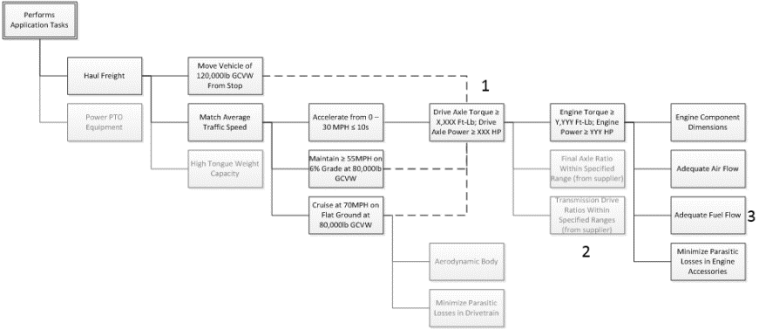 Performs
Application Tasks
Haul Freight
Power PTO
Equipment
Move Vehicle of
120,000lb GCVW
From Stop
Match Average
Traffic Speed
High Tongue Weight
Capacity
Accelerate from 0 –
30 MPH ≤ 10s
Maintain ≥ 55MPH on
6% Grade at 80,000lb
GCVW
Cruise at 70MPH on
Flat Ground at
80,000lb GCVW
Aerodynamic Body
Minimize Parasitic
Losses in Drivetrain
1
Drive Axle Torque ≥
X,XXX Ft-Lb; Drive
Axle Power ≥ XXX HP
Engine Torque ≥
Y,YYY Ft-Lb; Engine
Power ≥ YYY HP
Final Axle Ratio
Within Specified
Range (from supplier)
Transmission Drive
Ratios Within
Specified Ranges
(from supplier)
2
Engine Component
Dimensions
Adequate Air Flow
Adequate Fuel Flow
3
Minimize Parasitic
Losses in Engine
Accessories